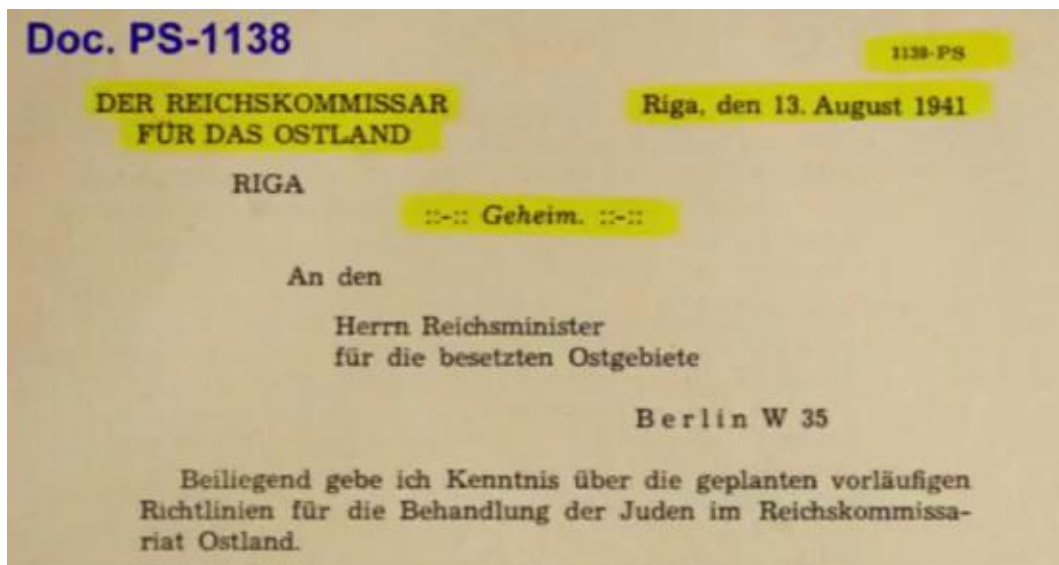 Doc. PS-1138
1138-PS
DER REICHSKOMMISSAR
FÜR DAS OSTLAND
Riga, den 13. August 1941
RIGA
::-:: Geheim. ::-::
An den
Herrn Reichsminister
für die besetzten Ostgebiete
Berlin W 35
Beiliegend gebe ich Kenntnis über die geplanten vorläufigen
Richtlinien für die Behandlung der Juden im Reichskommissa-
riat Ostland.